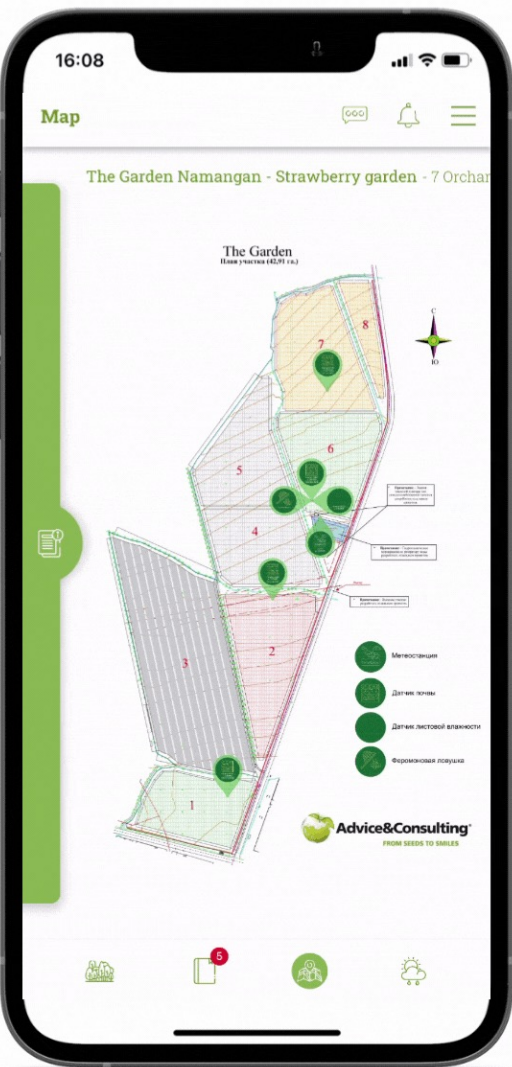 16:08
Map
The Garden Namangan - Strawberry garden - 7 Orchar
The Garden
План участка (42,91 га.)
С
Ю
8
7
6
5
4
3
2
1
Метеостанция
Датчик почвы
Датчик листовой влажности
Феромоновая ловушка
Advice&Consulting
FROM SEEDS TO SMILES
5